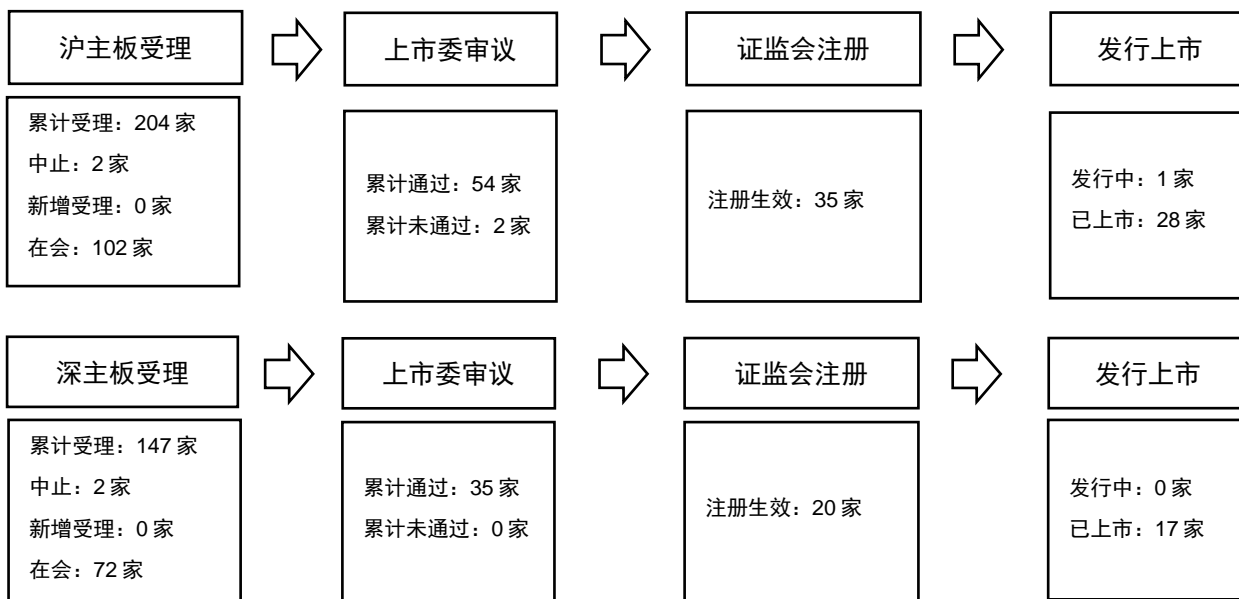 沪主板受理
上市委审议
证监会注册
发行上市
累计受理：204 家
中止：2 家
新增受理：0 家
在会：102 家
累计通过：54 家
累计未通过：2 家
注册生效：35 家
发行中：1 家
已上市：28 家
深主板受理
上市委审议
证监会注册
发行上市
累计受理：147 家
中止：2 家
新增受理：0 家
在会：72 家
累计通过：35 家
累计未通过：0 家
注册生效：20 家
发行中：0 家
已上市：17 家